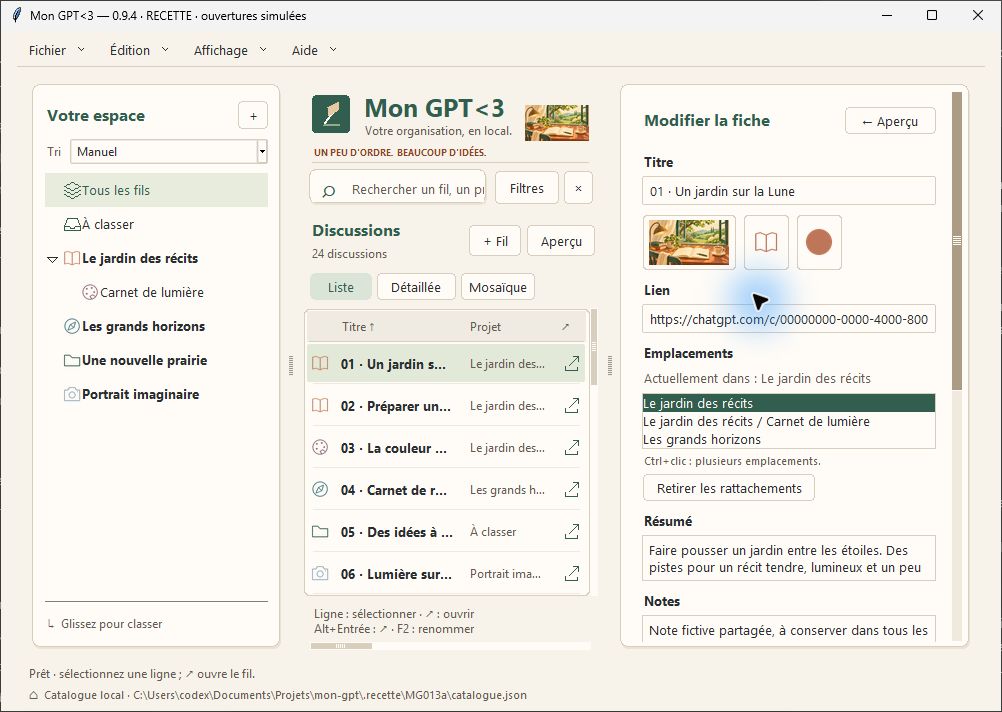 Mon GPT<3 — 0.9.4 · RECETTE · ouvertures simulées
Fichier Édition Affichage Aide
Votre espace
+
Tri Manuel
Tous les fils
À classer
Le jardin des récits
Carnet de lumière
Les grands horizons
Une nouvelle prairie
Portrait imaginaire
↳ Glissez pour classer
Mon GPT<3
Votre organisation, en local.
UN PEU D'ORDRE. BEAUCOUP D'IDÉES.
Rechercher un fil, un pr
Filtres ×
Discussions
24 discussions
+ Fil Aperçu
Liste Détaillée Mosaïque
Titre ↑ Projet ↗
01 · Un jardin s... Le jardin des...
02 · Préparer un... Le jardin des...
03 · La couleur ... Le jardin des...
04 · Carnet de r... Les grands h...
05 · Des idées à ... À classer
06 · Lumière sur... Portrait ima...
Ligne : sélectionner · ↗ : ouvrir
Alt+Entrée : ↗ · F2 : renommer
Modifier la fiche
← Aperçu
Titre
01 · Un jardin sur la Lune
Lien
https://chatgpt.com/c/00000000-0000-4000-800
Emplacements
Actuellement dans : Le jardin des récits
Le jardin des récits
Le jardin des récits / Carnet de lumière
Les grands horizons
Ctrl+clic : plusieurs emplacements.
Retirer les rattachements
Résumé
Faire pousser un jardin entre les étoiles. Des
pistes pour un récit tendre, lumineux et un peu
Notes
Note fictive partagée, à conserver dans tous les
Prêt · sélectionnez une ligne ; ↗ ouvre le fil.
⌂ Catalogue local · C:\Users\codex\Documents\Projets\mon-gpt\.recette\MG013a\catalogue.json